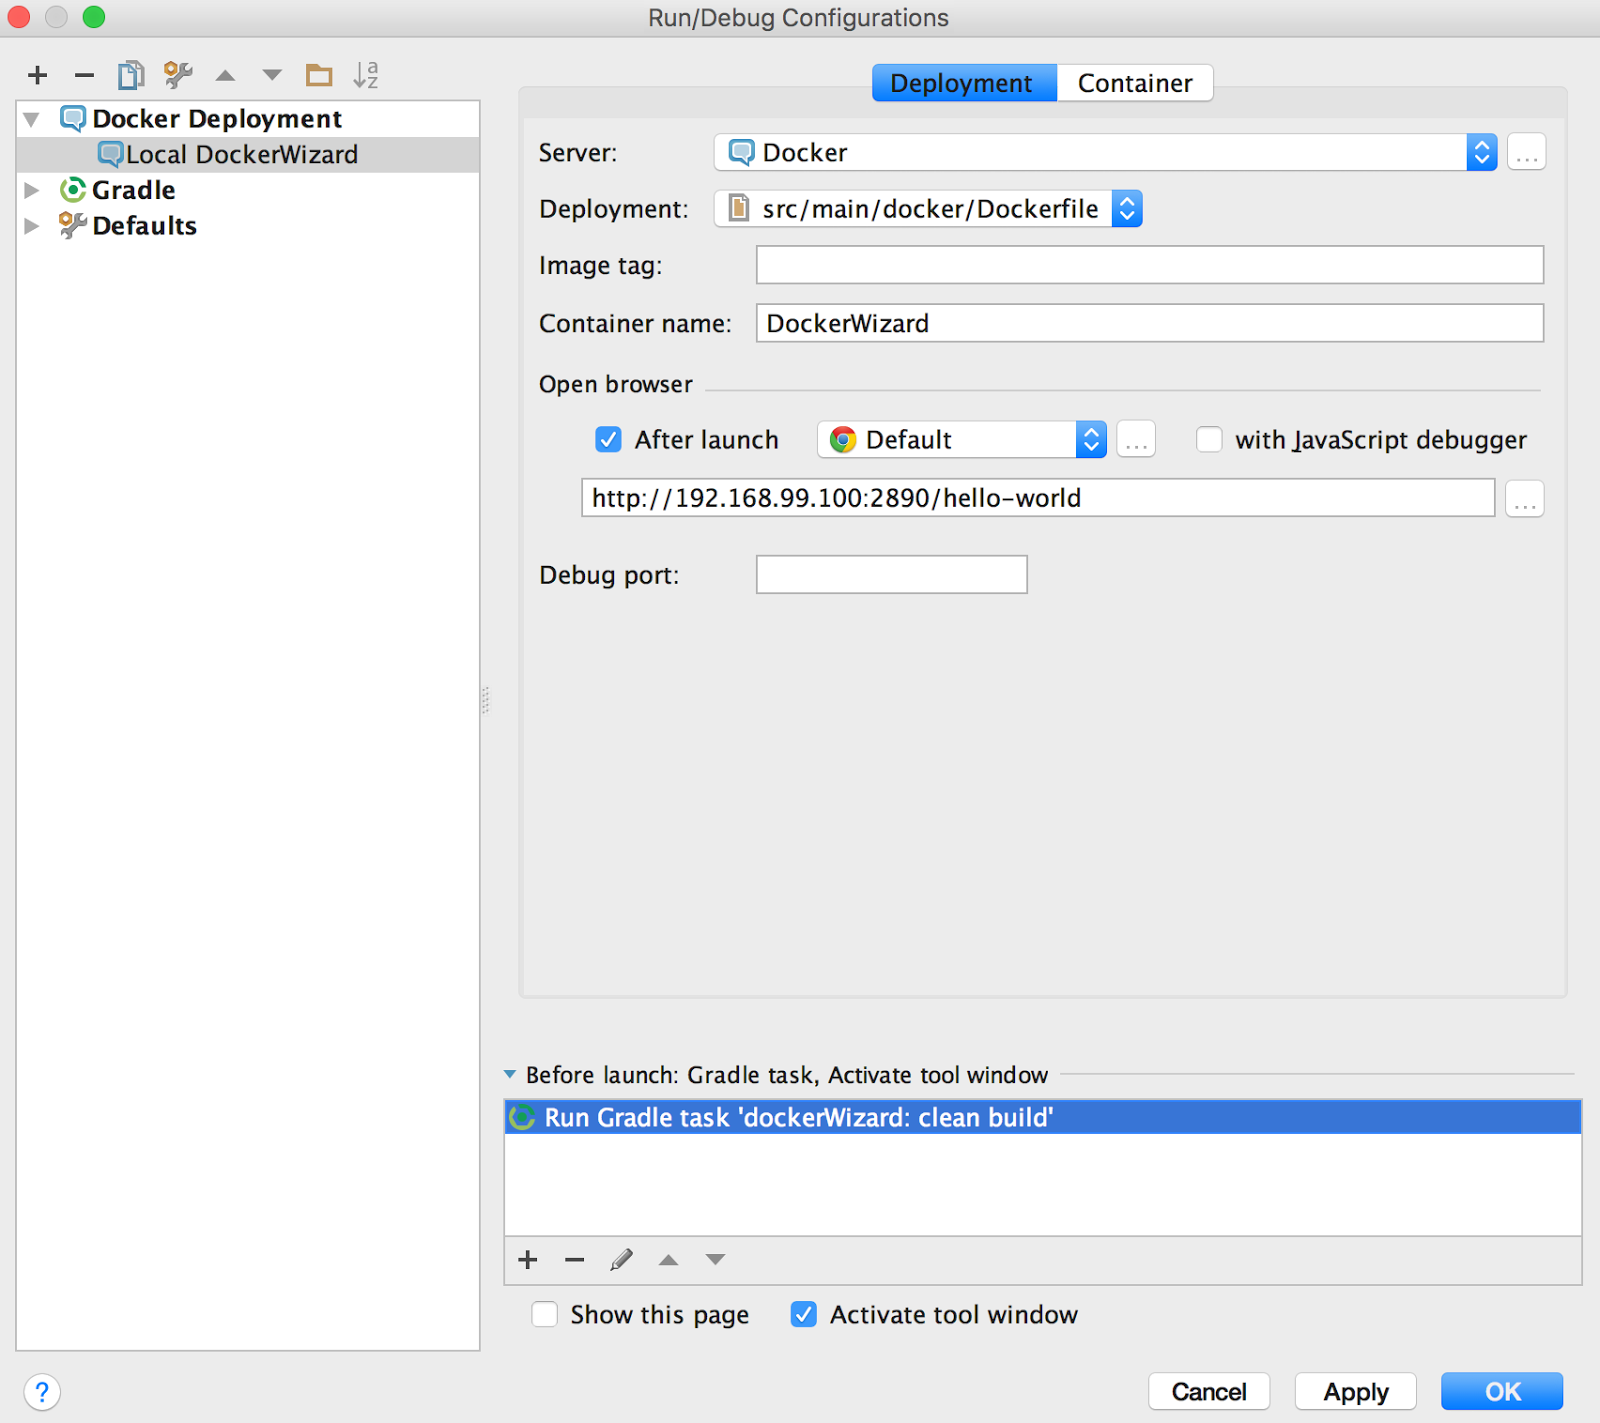 Run/Debug Configurations
Docker Deployment
Local DockerWizard
Gradle
Defaults
Deployment Container
Server: Docker ...
Deployment: src/main/docker/Dockerfile
Image tag:
Container name: DockerWizard
Open browser
After launch Default ... with JavaScript debugger
http://192.168.99.100:2890/hello-world ...
Debug port:
Before launch: Gradle task, Activate tool window
Run Gradle task 'dockerWizard: clean build'
Show this page Activate tool window
? Cancel Apply OK